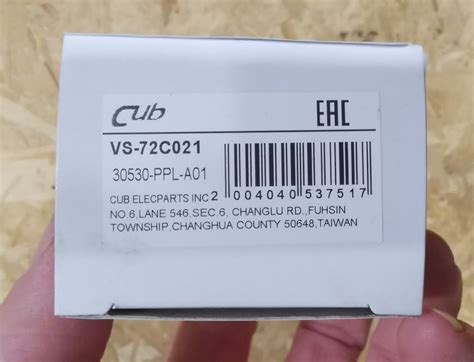 Cub
EAC
VS-72C021
30530-PPL-A01
CUB ELECPARTS INC
2 004040 537517
NO.6,LANE 546,SEC.6, CHANGLU RD.,FUHSIN
TOWNSHIP,CHANGHUA COUNTY 50648,TAIWAN